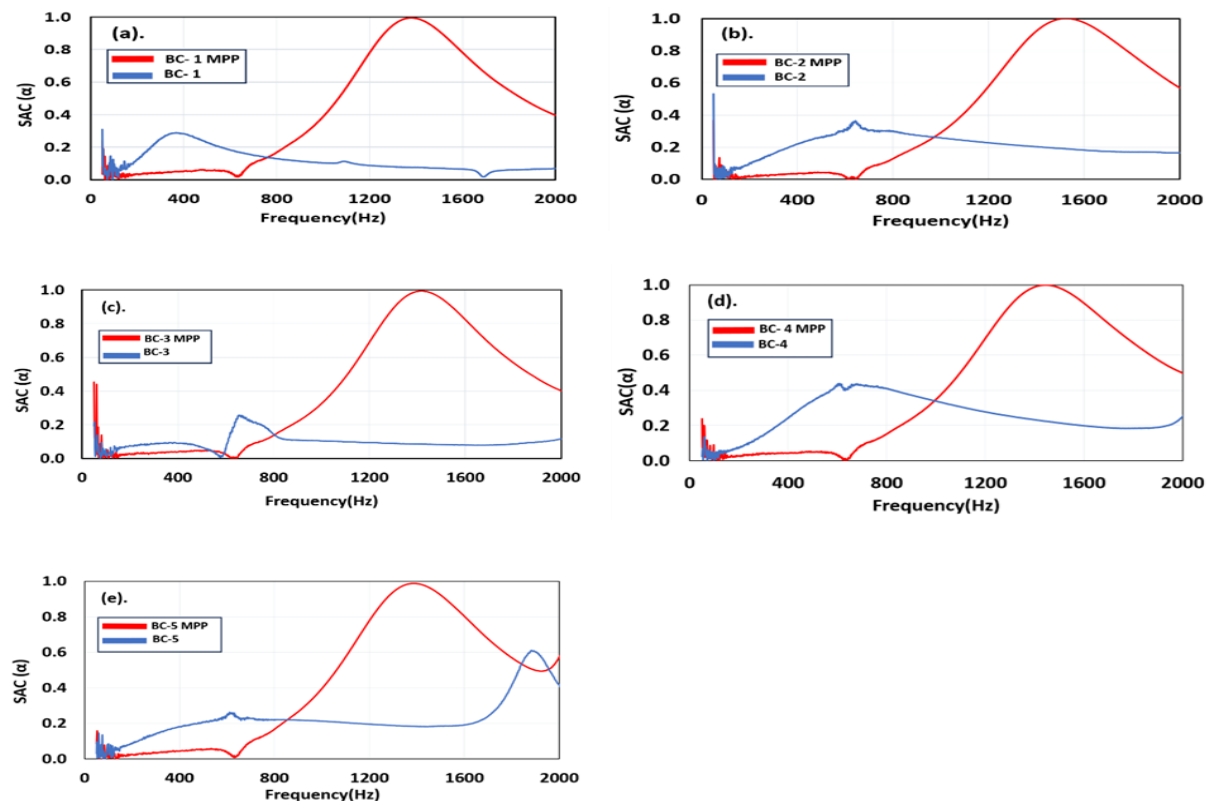 (a).
BC- 1 MPP
BC- 1
SAC (α)
1.0
0.8
0.6
0.4
0.2
0.0
0 400 800 1200 1600 2000
Frequency(Hz)
(b).
BC-2 MPP
BC-2
SAC (α)
1.0
0.8
0.6
0.4
0.2
0.0
0 400 800 1200 1600 2000
Frequency(Hz)
(c).
BC-3 MPP
BC-3
SAC (α)
1.0
0.8
0.6
0.4
0.2
0.0
0 400 800 1200 1600 2000
Frequency(Hz)
(d).
BC- 4 MPP
BC-4
SAC(α)
1.0
0.8
0.6
0.4
0.2
0.0
0 400 800 1200 1600 2000
Frequency(Hz)
(e).
BC-5 MPP
BC-5
SAC (α)
1.0
0.8
0.6
0.4
0.2
0.0
0 400 800 1200 1600 2000
Frequency(Hz)